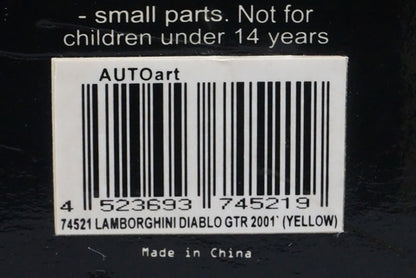 - small parts. Not for
children under 14 years
AUTOart
4 523693 745219
74521 LAMBORGHINI DIABLO GTR 2001` (YELLOW)
Made in China